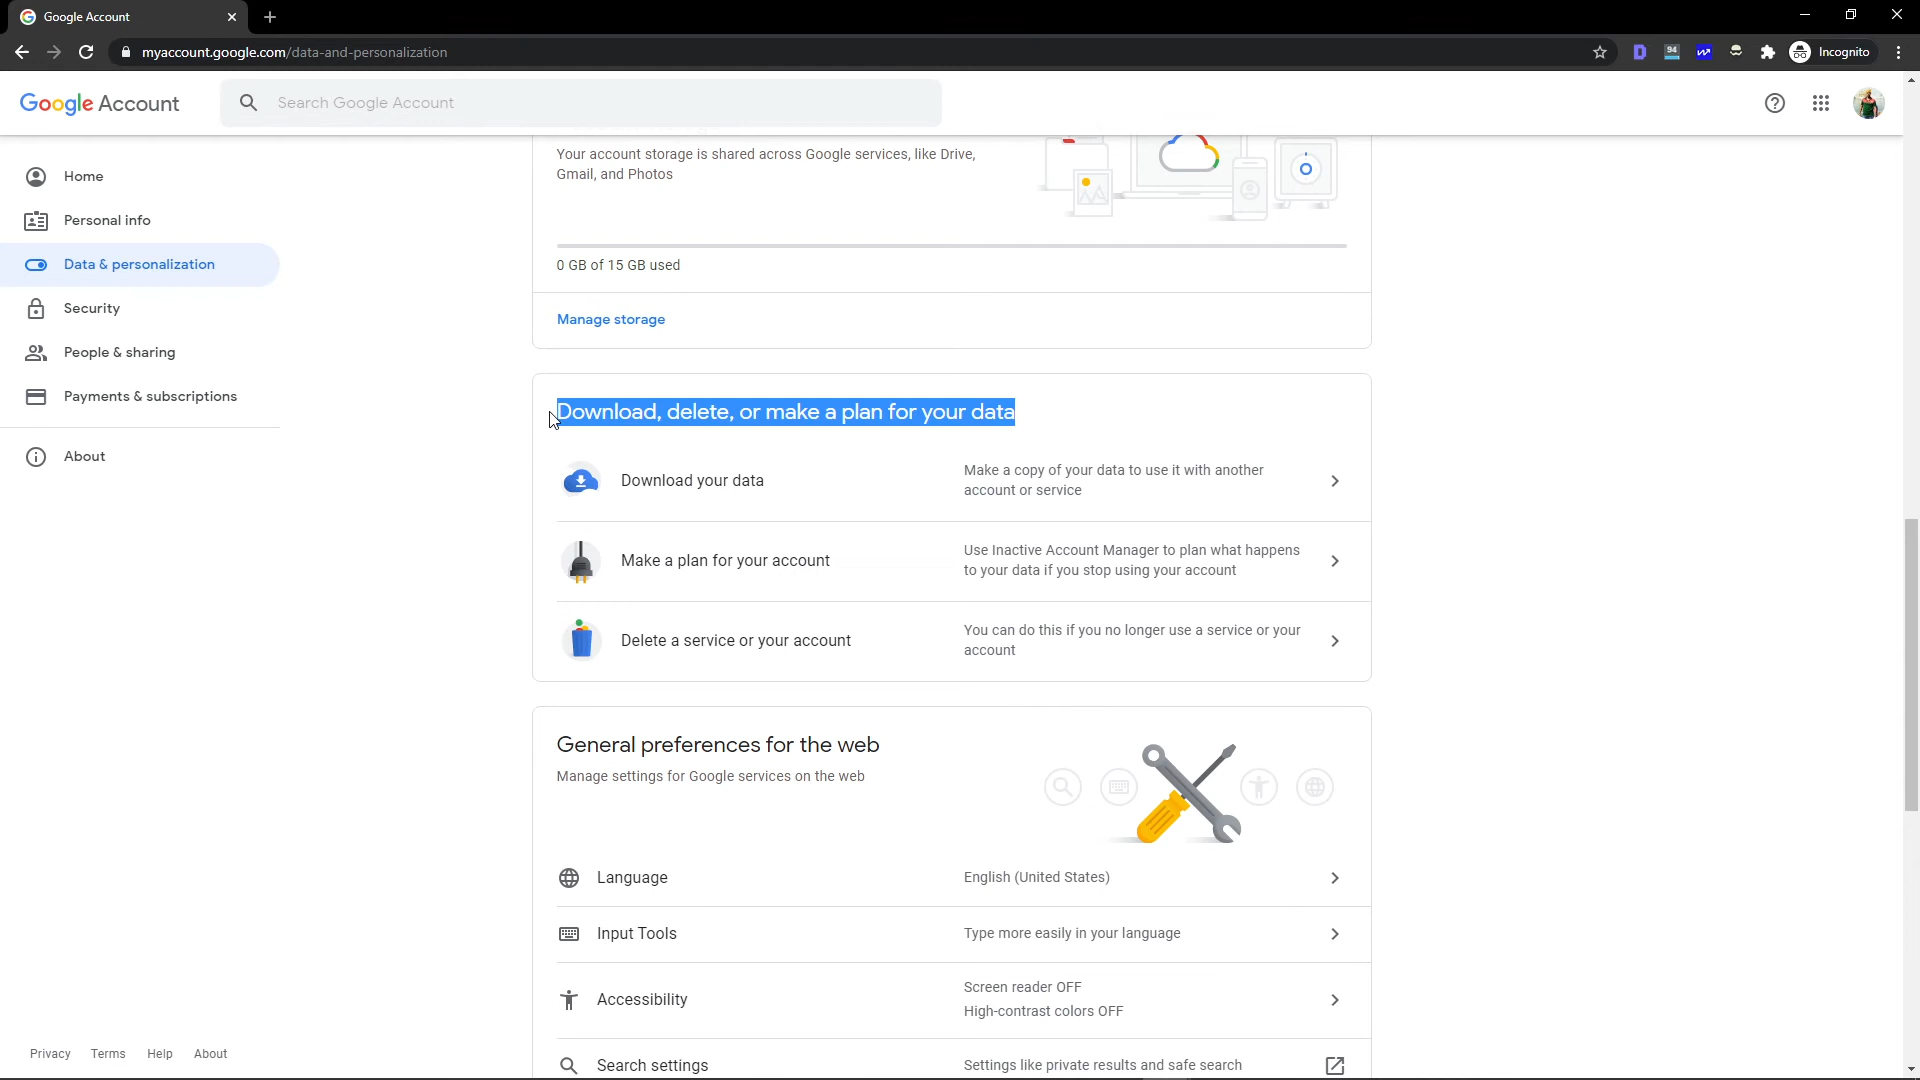 Google Account
myaccount.google.com/data-and-personalization
94
Incognito
Google Account
Search Google Account
Home
Personal info
Data & personalization
Security
People & sharing
Payments & subscriptions
About
Privacy Terms Help About
Your account storage is shared across Google services, like Drive,
Gmail, and Photos
0 GB of 15 GB used
Manage storage
Download, delete, or make a plan for your data
Download your data
Make a copy of your data to use it with another
account or service
Make a plan for your account
Use Inactive Account Manager to plan what happens
to your data if you stop using your account
Delete a service or your account
You can do this if you no longer use a service or your
account
General preferences for the web
Manage settings for Google services on the web
Language
English (United States)
Input Tools
Type more easily in your language
Accessibility
Screen reader OFF
High-contrast colors OFF
Search settings
Settings like private results and safe search